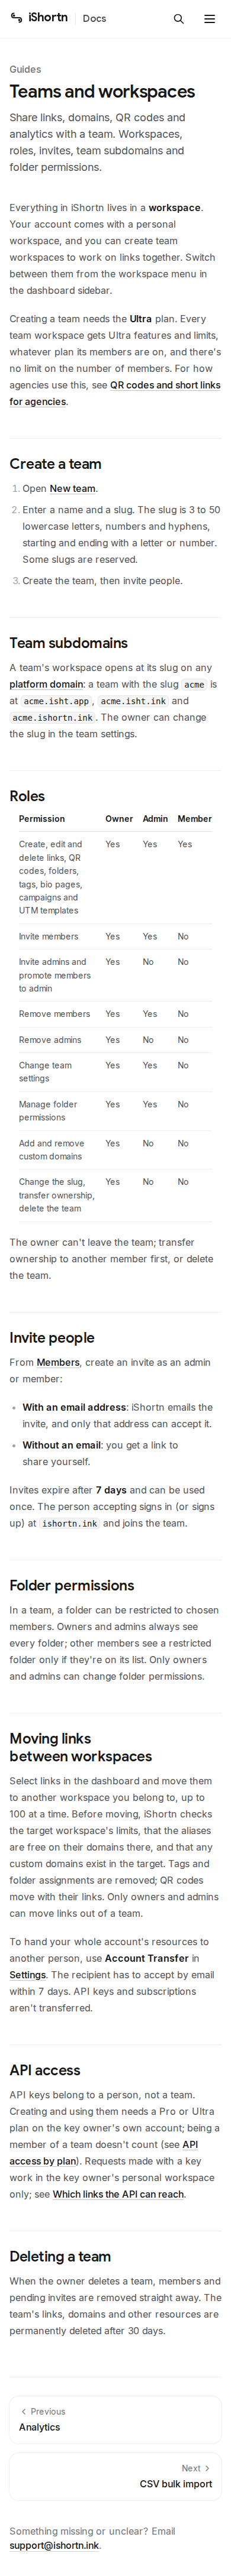 iShortn Docs
Guides
Teams and workspaces
Share links, domains, QR codes and
analytics with a team. Workspaces,
roles, invites, team subdomains and
folder permissions.
Everything in iShortn lives in a workspace.
Your account comes with a personal
workspace, and you can create team
workspaces to work on links together. Switch
between them from the workspace menu in
the dashboard sidebar.
Creating a team needs the Ultra plan. Every
team workspace gets Ultra features and limits,
whatever plan its members are on, and there's
no limit on the number of members. For how
agencies use this, see QR codes and short links
for agencies.
Create a team
1. Open New team.
2. Enter a name and a slug. The slug is 3 to 50
lowercase letters, numbers and hyphens,
starting and ending with a letter or number.
Some slugs are reserved.
3. Create the team, then invite people.
Team subdomains
A team's workspace opens at its slug on any
platform domain: a team with the slug acme is
at acme.isht.app, acme.isht.ink and
acme.ishortn.ink. The owner can change
the slug in the team settings.
Roles
Permission Owner Admin Member
Create, edit and Yes Yes Yes
delete links, QR
codes, folders,
tags, bio pages,
campaigns and
UTM templates
Invite members Yes Yes No
Invite admins and Yes No No
promote members
to admin
Remove members Yes Yes No
Remove admins Yes No No
Change team Yes Yes No
settings
Manage folder Yes Yes No
permissions
Add and remove Yes No No
custom domains
Change the slug, Yes No No
transfer ownership,
delete the team
The owner can't leave the team; transfer
ownership to another member first, or delete
the team.
Invite people
From Members, create an invite as an admin
or member:
• With an email address: iShortn emails the
invite, and only that address can accept it.
• Without an email: you get a link to
share yourself.
Invites expire after 7 days and can be used
once. The person accepting signs in (or signs
up) at ishortn.ink and joins the team.
Folder permissions
In a team, a folder can be restricted to chosen
members. Owners and admins always see
every folder; other members see a restricted
folder only if they're on its list. Only owners
and admins can change folder permissions.
Moving links
between workspaces
Select links in the dashboard and move them
to another workspace you belong to, up to
100 at a time. Before moving, iShortn checks
the target workspace's limits, that the aliases
are free on their domains there, and that any
custom domains exist in the target. Tags and
folder assignments are removed; QR codes
move with their links. Only owners and admins
can move links out of a team.
To hand your whole account's resources to
another person, use Account Transfer in
Settings. The recipient has to accept by email
within 7 days. API keys and subscriptions
aren't transferred.
API access
API keys belong to a person, not a team.
Creating and using them needs a Pro or Ultra
plan on the key owner's own account; being a
member of a team doesn't count (see API
access by plan). Requests made with a key
work in the key owner's personal workspace
only; see Which links the API can reach.
Deleting a team
When the owner deletes a team, members and
pending invites are removed straight away. The
team's links, domains and other resources are
permanently deleted after 30 days.
Previous
Analytics
Next
CSV bulk import
Something missing or unclear? Email
support@ishortn.ink.